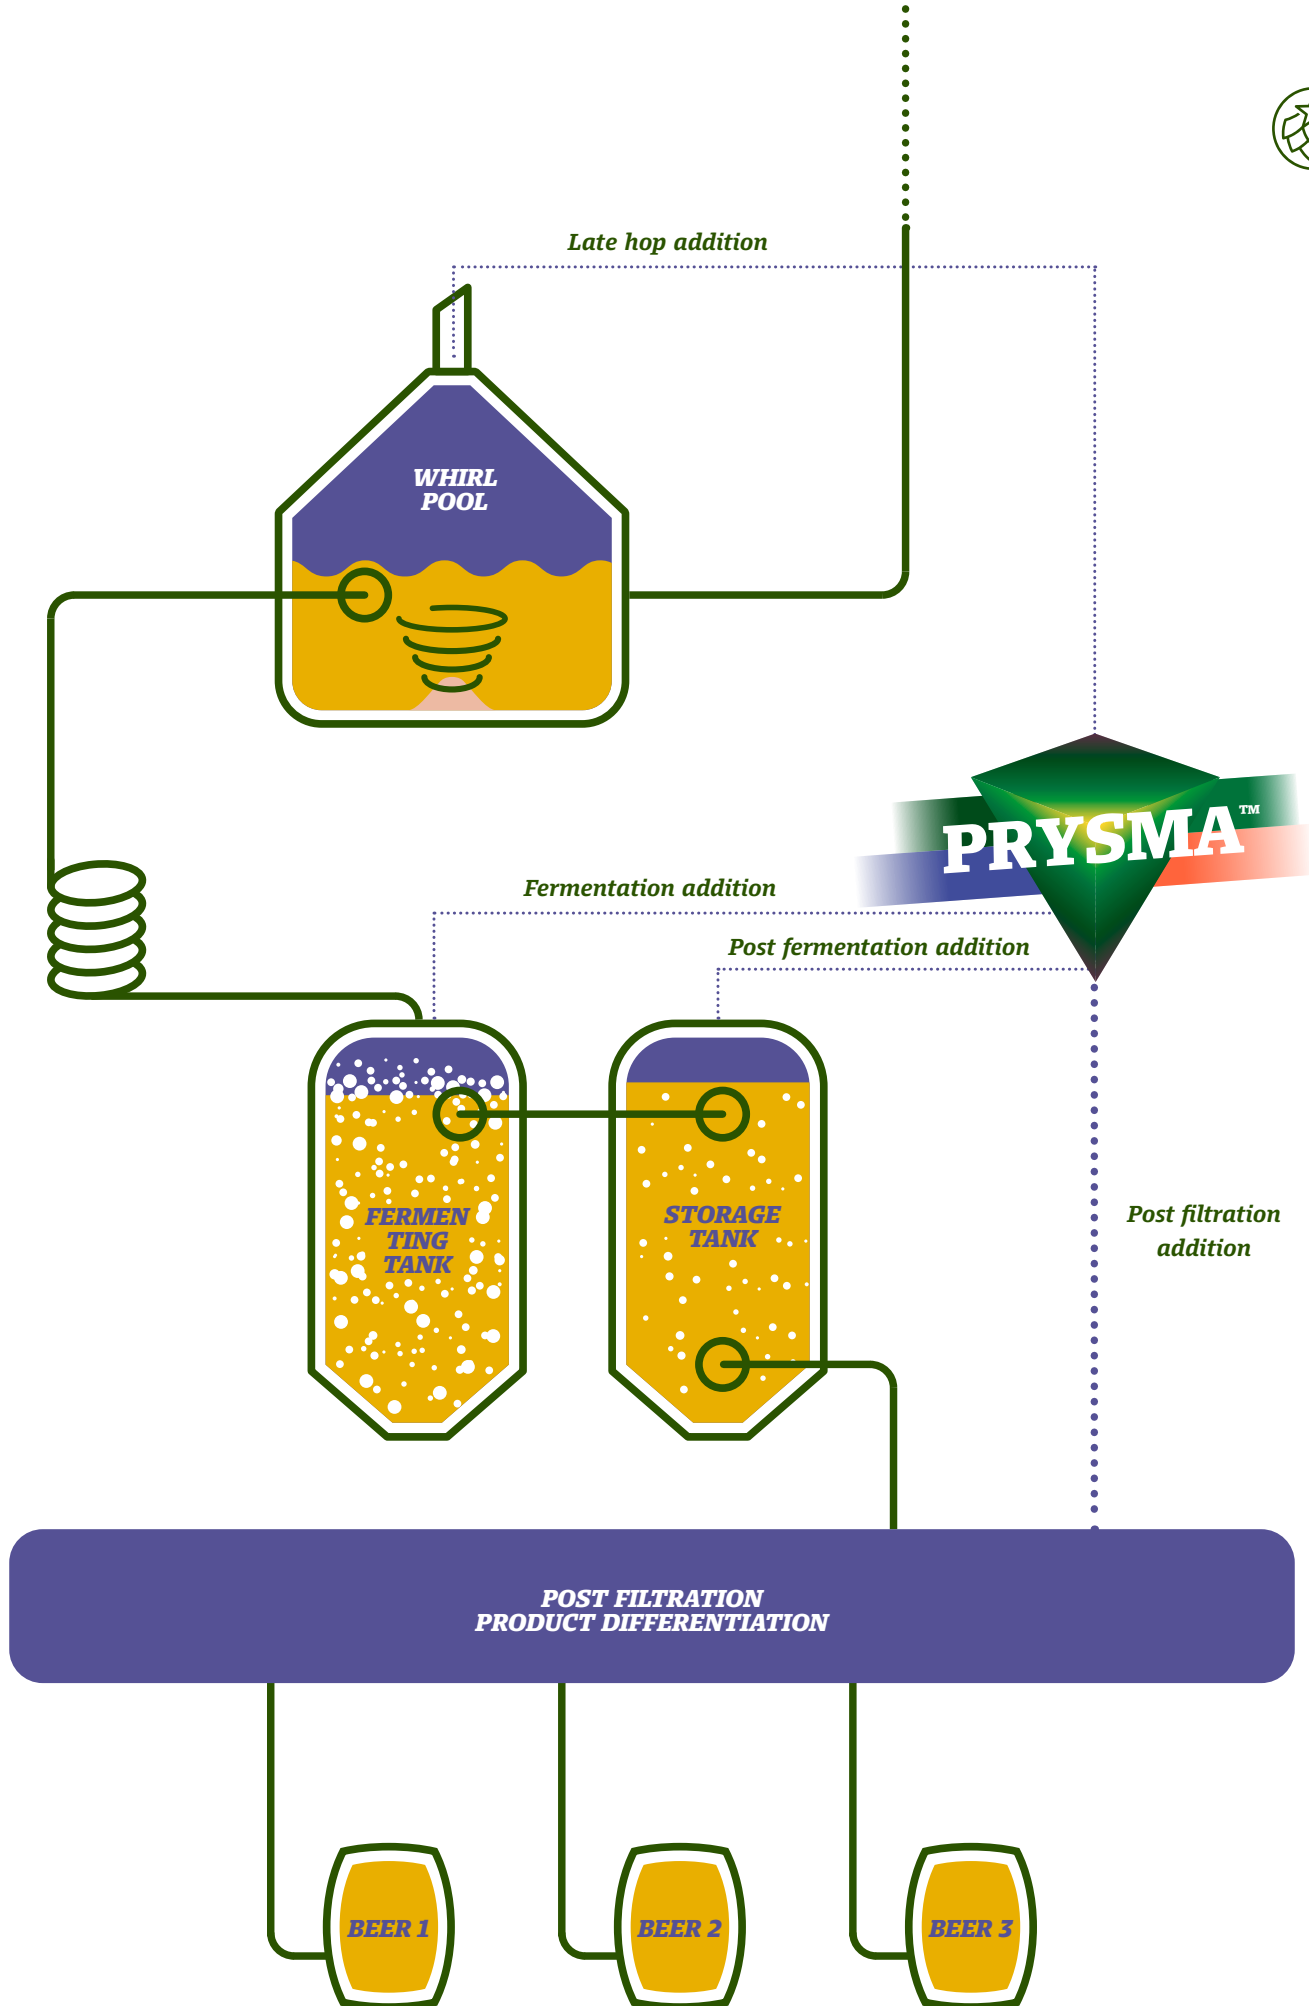 Late hop addition
WHIRL
POOL
PRYSMA™
Fermentation addition
Post fermentation addition
FERMEN
TING
TANK
STORAGE
TANK
Post filtration
addition
POST FILTRATION
PRODUCT DIFFERENTIATION
BEER 1
BEER 2
BEER 3